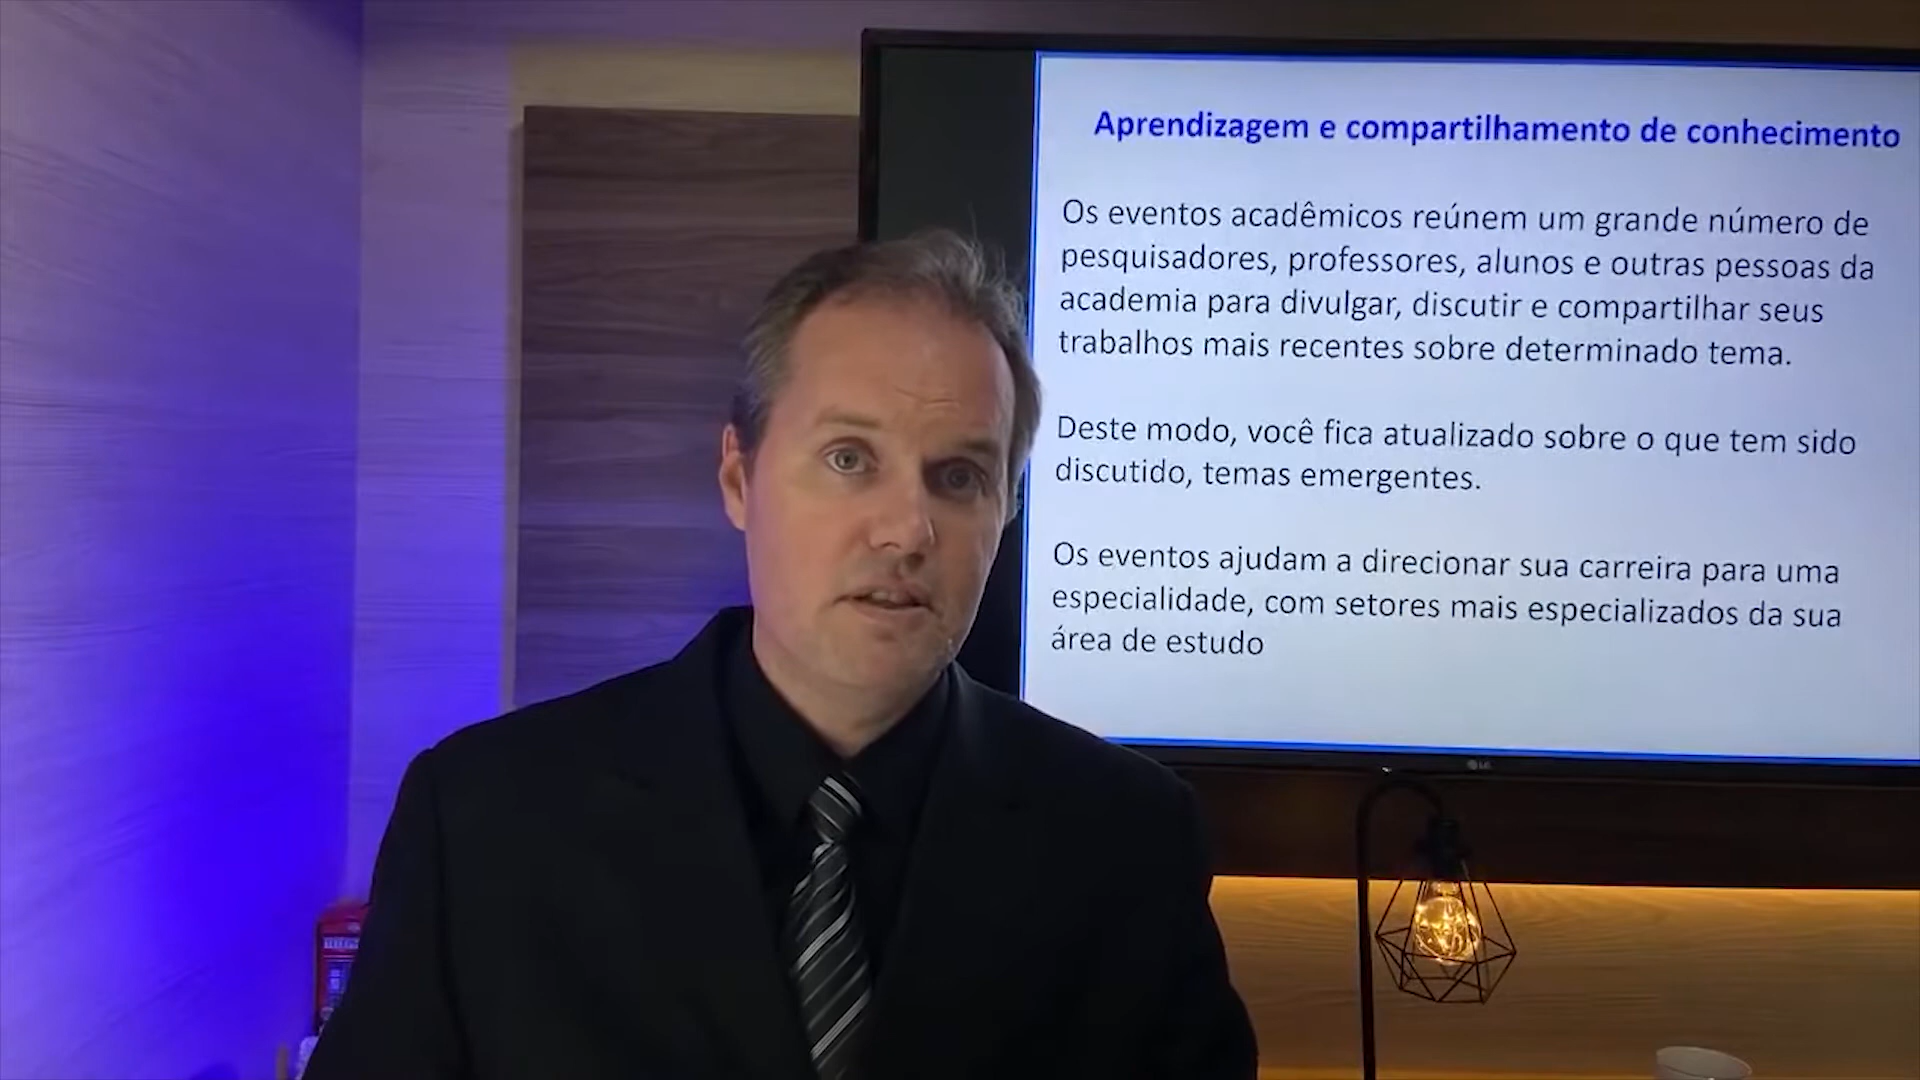 Aprendizagem e compartilhamento de conhecimento
Os eventos acadêmicos reúnem um grande número de
pesquisadores, professores, alunos e outras pessoas da
academia para divulgar, discutir e compartilhar seus
trabalhos mais recentes sobre determinado tema.
Deste modo, você fica atualizado sobre o que tem sido
discutido, temas emergentes.
Os eventos ajudam a direcionar sua carreira para uma
especialidade, com setores mais especializados da sua
área de estudo
LG